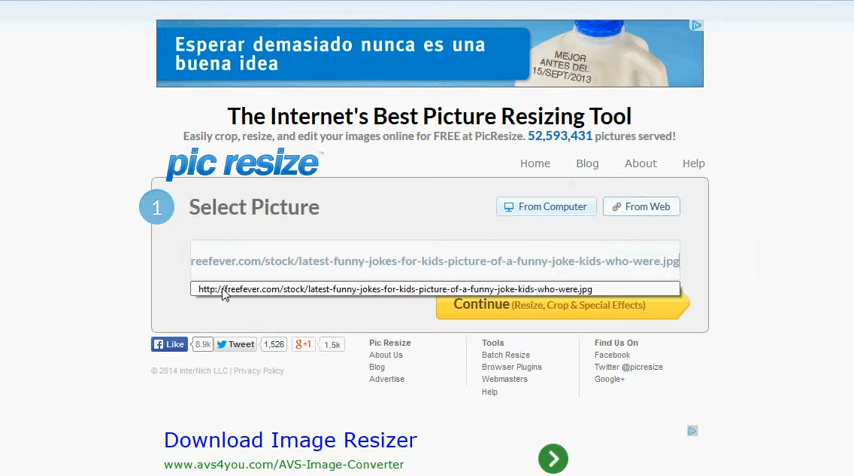 Esperar demasiado nunca es una
buena idea
MEJOR
ANTES DEL
15/SEPT/2013
The Internet's Best Picture Resizing Tool
Easily crop, resize, and edit your images online for FREE at PicResize. 52,593,431 pictures served!
pic resize
Home Blog About Help
1 Select Picture From Computer From Web
reefever.com/stock/latest-funny-jokes-for-kids-picture-of-a-funny-joke-kids-who-were.jpg
http://freefever.com/stock/latest-funny-jokes-for-kids-picture-of-a-funny-joke-kids-who-were.jpg
Continue (Resize, Crop & Special Effects)
Like 8.9k Tweet 1,526 g+1 1.5k
© 2014 InterNich LLC | Privacy Policy
Pic Resize
About Us
Blog
Advertise
Tools
Batch Resize
Browser Plugins
Webmasters
Help
Find Us On
Facebook
Twitter @picresize
Google+
Download Image Resizer
www.avs4you.com/AVS-Image-Converter